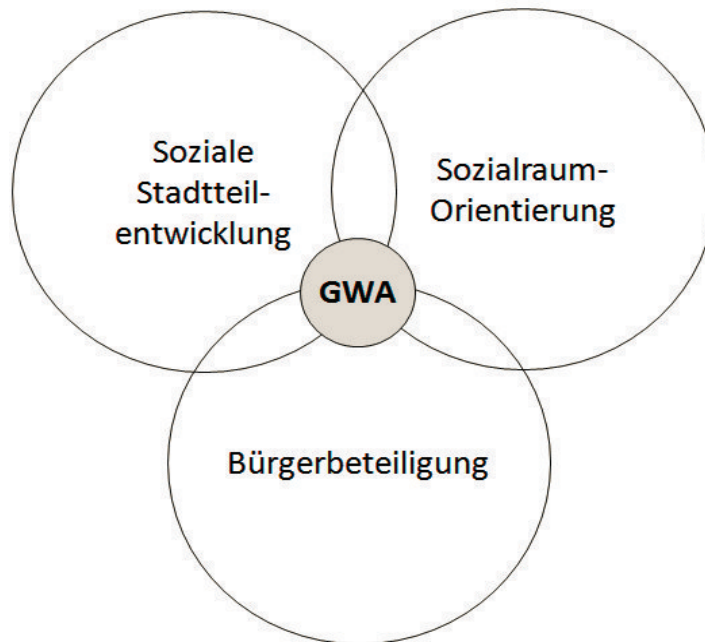 Soziale
Stadtteil-
entwicklung
Sozialraum-
Orientierung
GWA
Bürgerbeteiligung